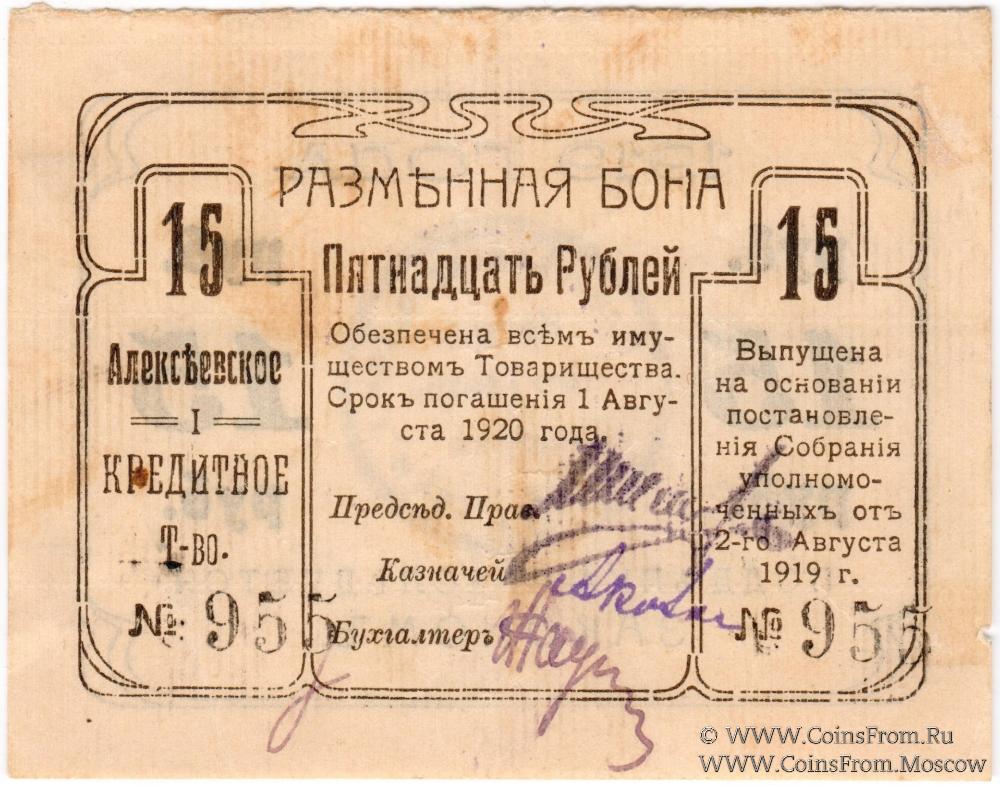 РАЗМѢННАЯ БОНА
15
Алексѣевское
I
КРЕДИТНОЕ
Т-во.
№: 955
Пятнадцать Рублей
Обезпечена всѣмъ иму-
ществомъ Товарищества.
Срокъ погашенія 1 Авгу-
ста 1920 года.
Предсѣд. Прав.
Казначей
Бухгалтеръ
15
Выпущена
на основаніи
постановле-
нія Собранія
уполномо-
ченныхъ отъ
2-го Августа
1919 г.
№ 955
© WWW.CoinsFrom.Ru
WWW.CoinsFrom.Moscow